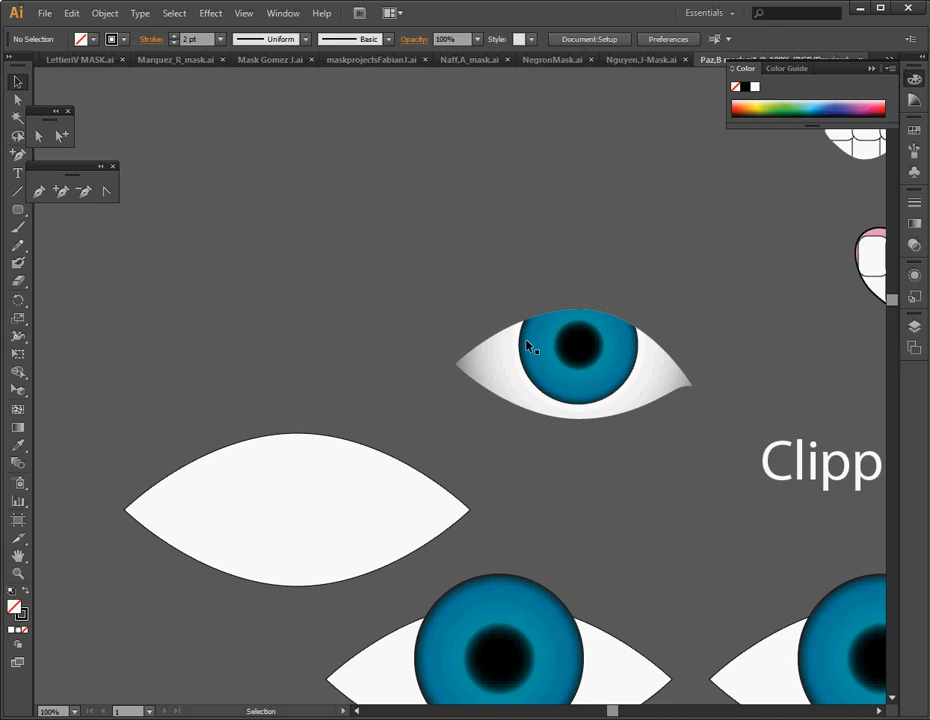 Ai File Edit Object Type Select Effect View Window Help Br Essentials
No Selection Stroke: 2 pt Uniform Basic Opacity: 100% Style: Document Setup Preferences
LettieriV MASK.ai Marquez_R_mask.ai Mask Gomez J.ai maskprojectsFabianJ.ai Naff,A_mask.ai NegronMask.ai Nguyen,J-Mask.ai
Color Color Guide
T
Clipp
100% 1 Selection